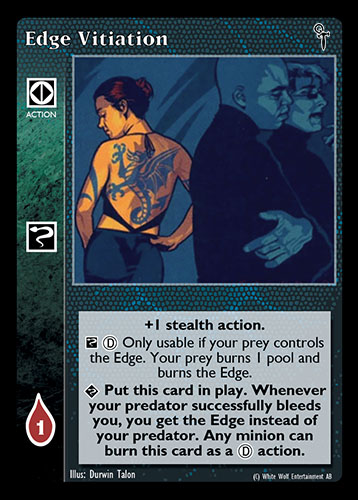 Edge Vitiation
ACTION
+1 stealth action.
D Only usable if your prey controls
the Edge. Your prey burns 1 pool and
burns the Edge.
Put this card in play. Whenever
your predator successfully bleeds
you, you get the Edge instead of
your predator. Any minion can
burn this card as a D action.
1
Illus: Durwin Talon
(C) White Wolf Entertainment AB